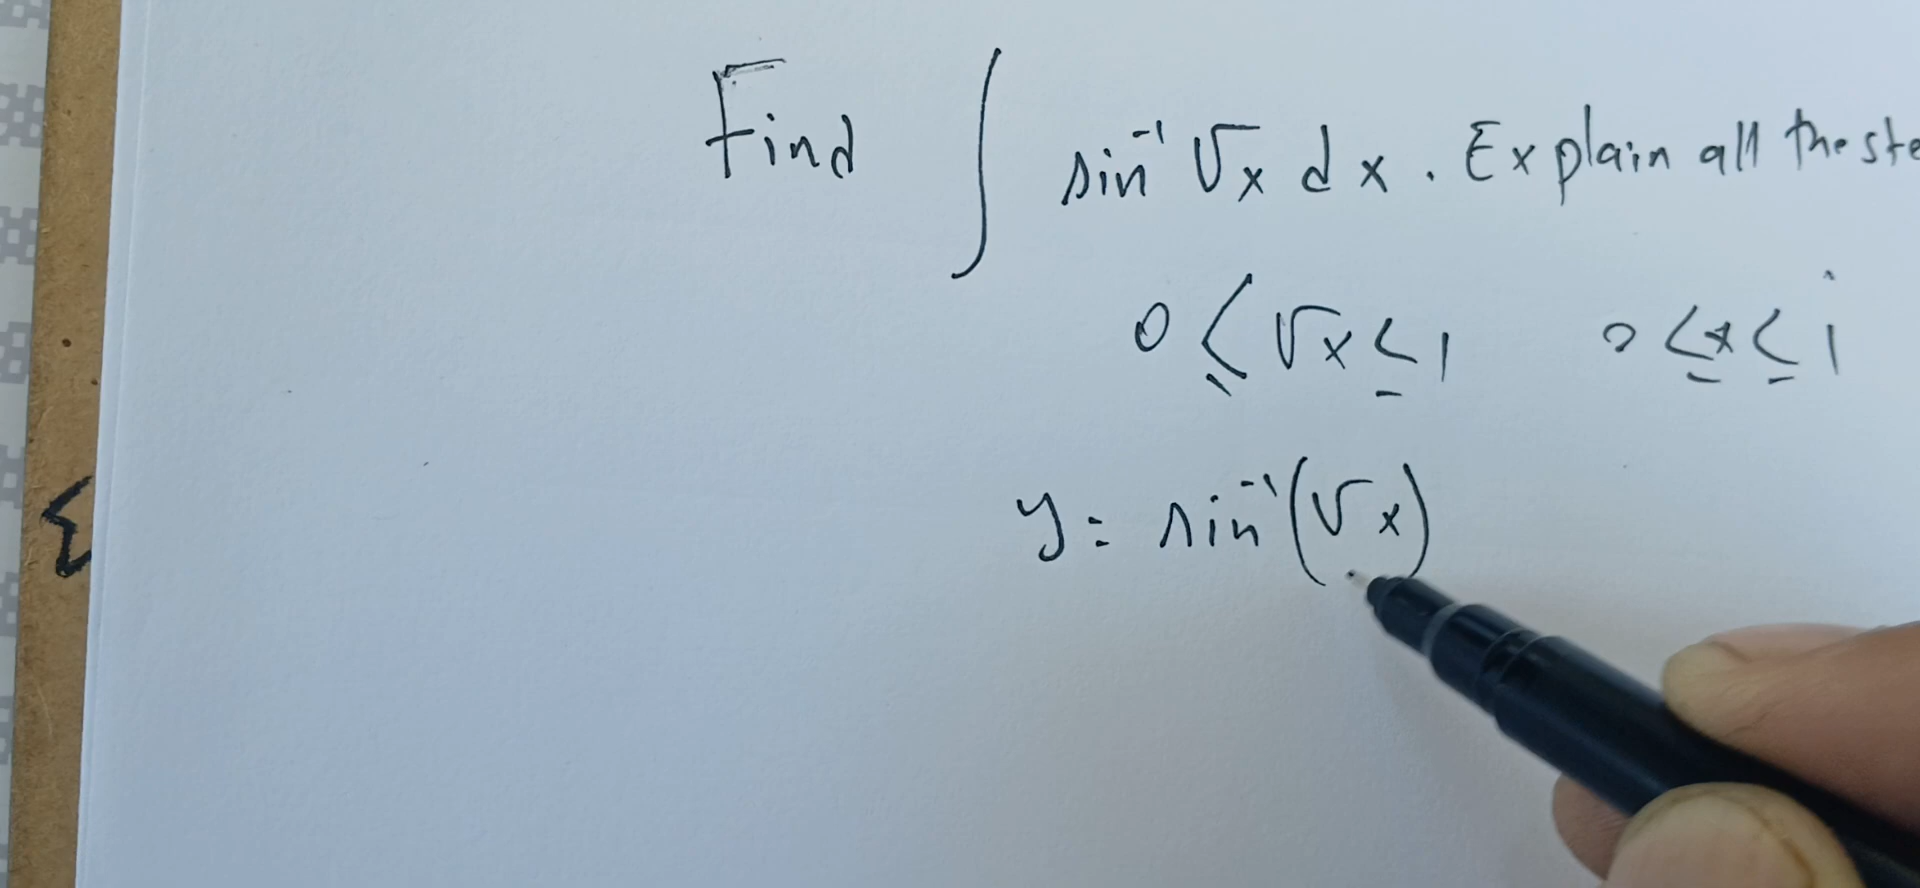 Find ∫ sin⁻¹ √x dx. Explain all the ste
0 ≤ √x ≤ 1 0 ≤ x ≤ 1
y = sin⁻¹(√x)